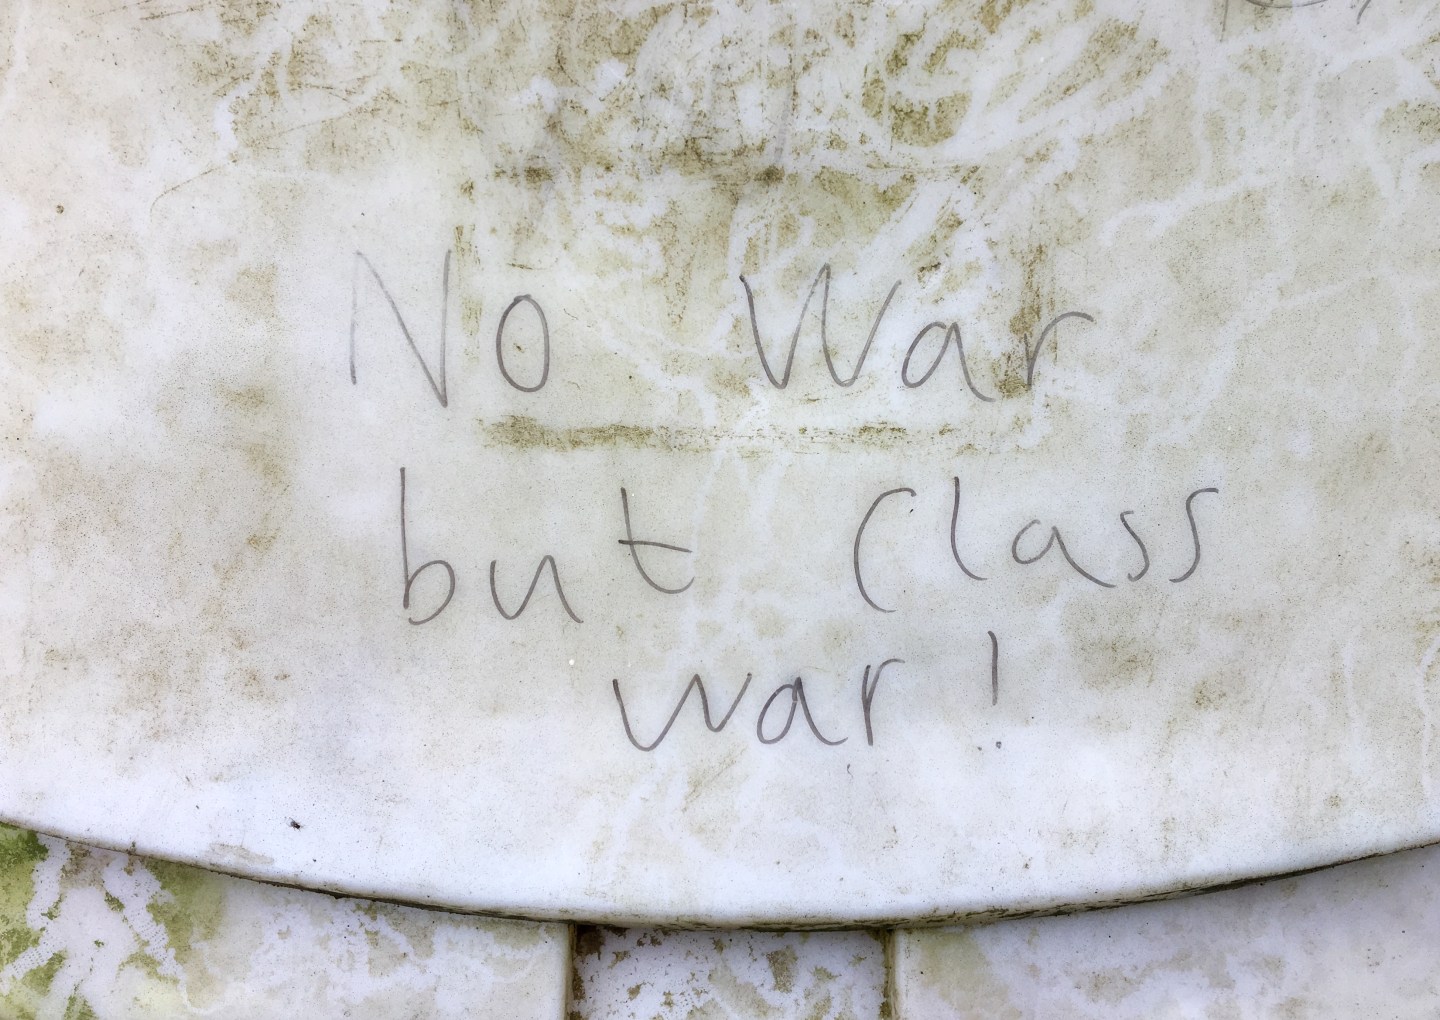 No War
but class
war!